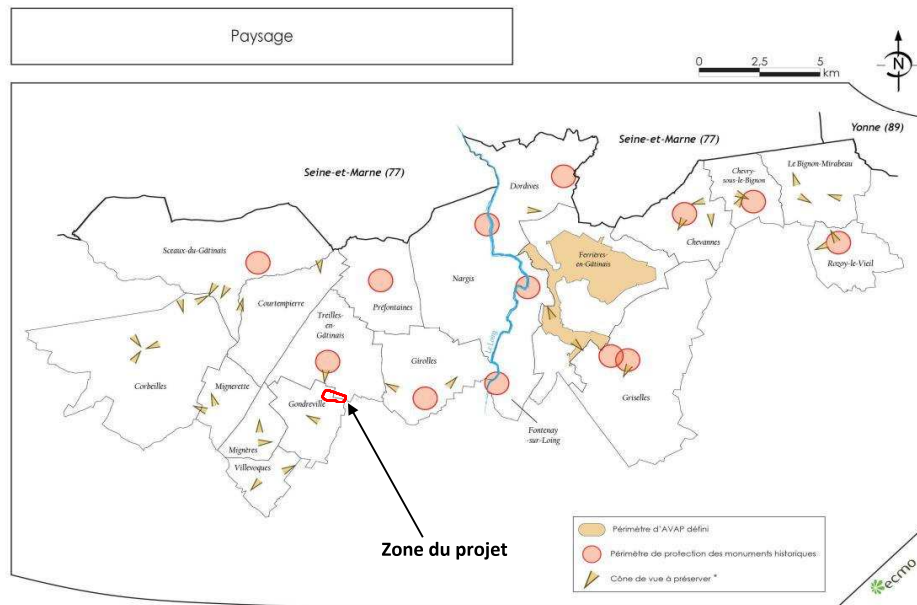 Paysage
N
0 2,5 5
km
Yonne (89)
Seine-et-Marne (77)
Seine-et-Marne (77)
Dordives
Chevry-
sous-le-Bignon
Le Bignon-Mirabeau
Sceaux-du-Gâtinais
Chevannes
Ferrières-
en-Gâtinais
Rozoy-le-Vieil
Nargis
Préfontaines
Courtempierre
Treilles-
en-
Gâtinais
Le Loing
Girolles
Corbeilles
Mignerette
Gondreville
Griselles
Fontenay
-sur-Loing
Mignères
Villevoques
Zone du projet
Périmètre d'AVAP défini
Périmètre de protection des monuments historiques
Cône de vue à préserver *
ecmo